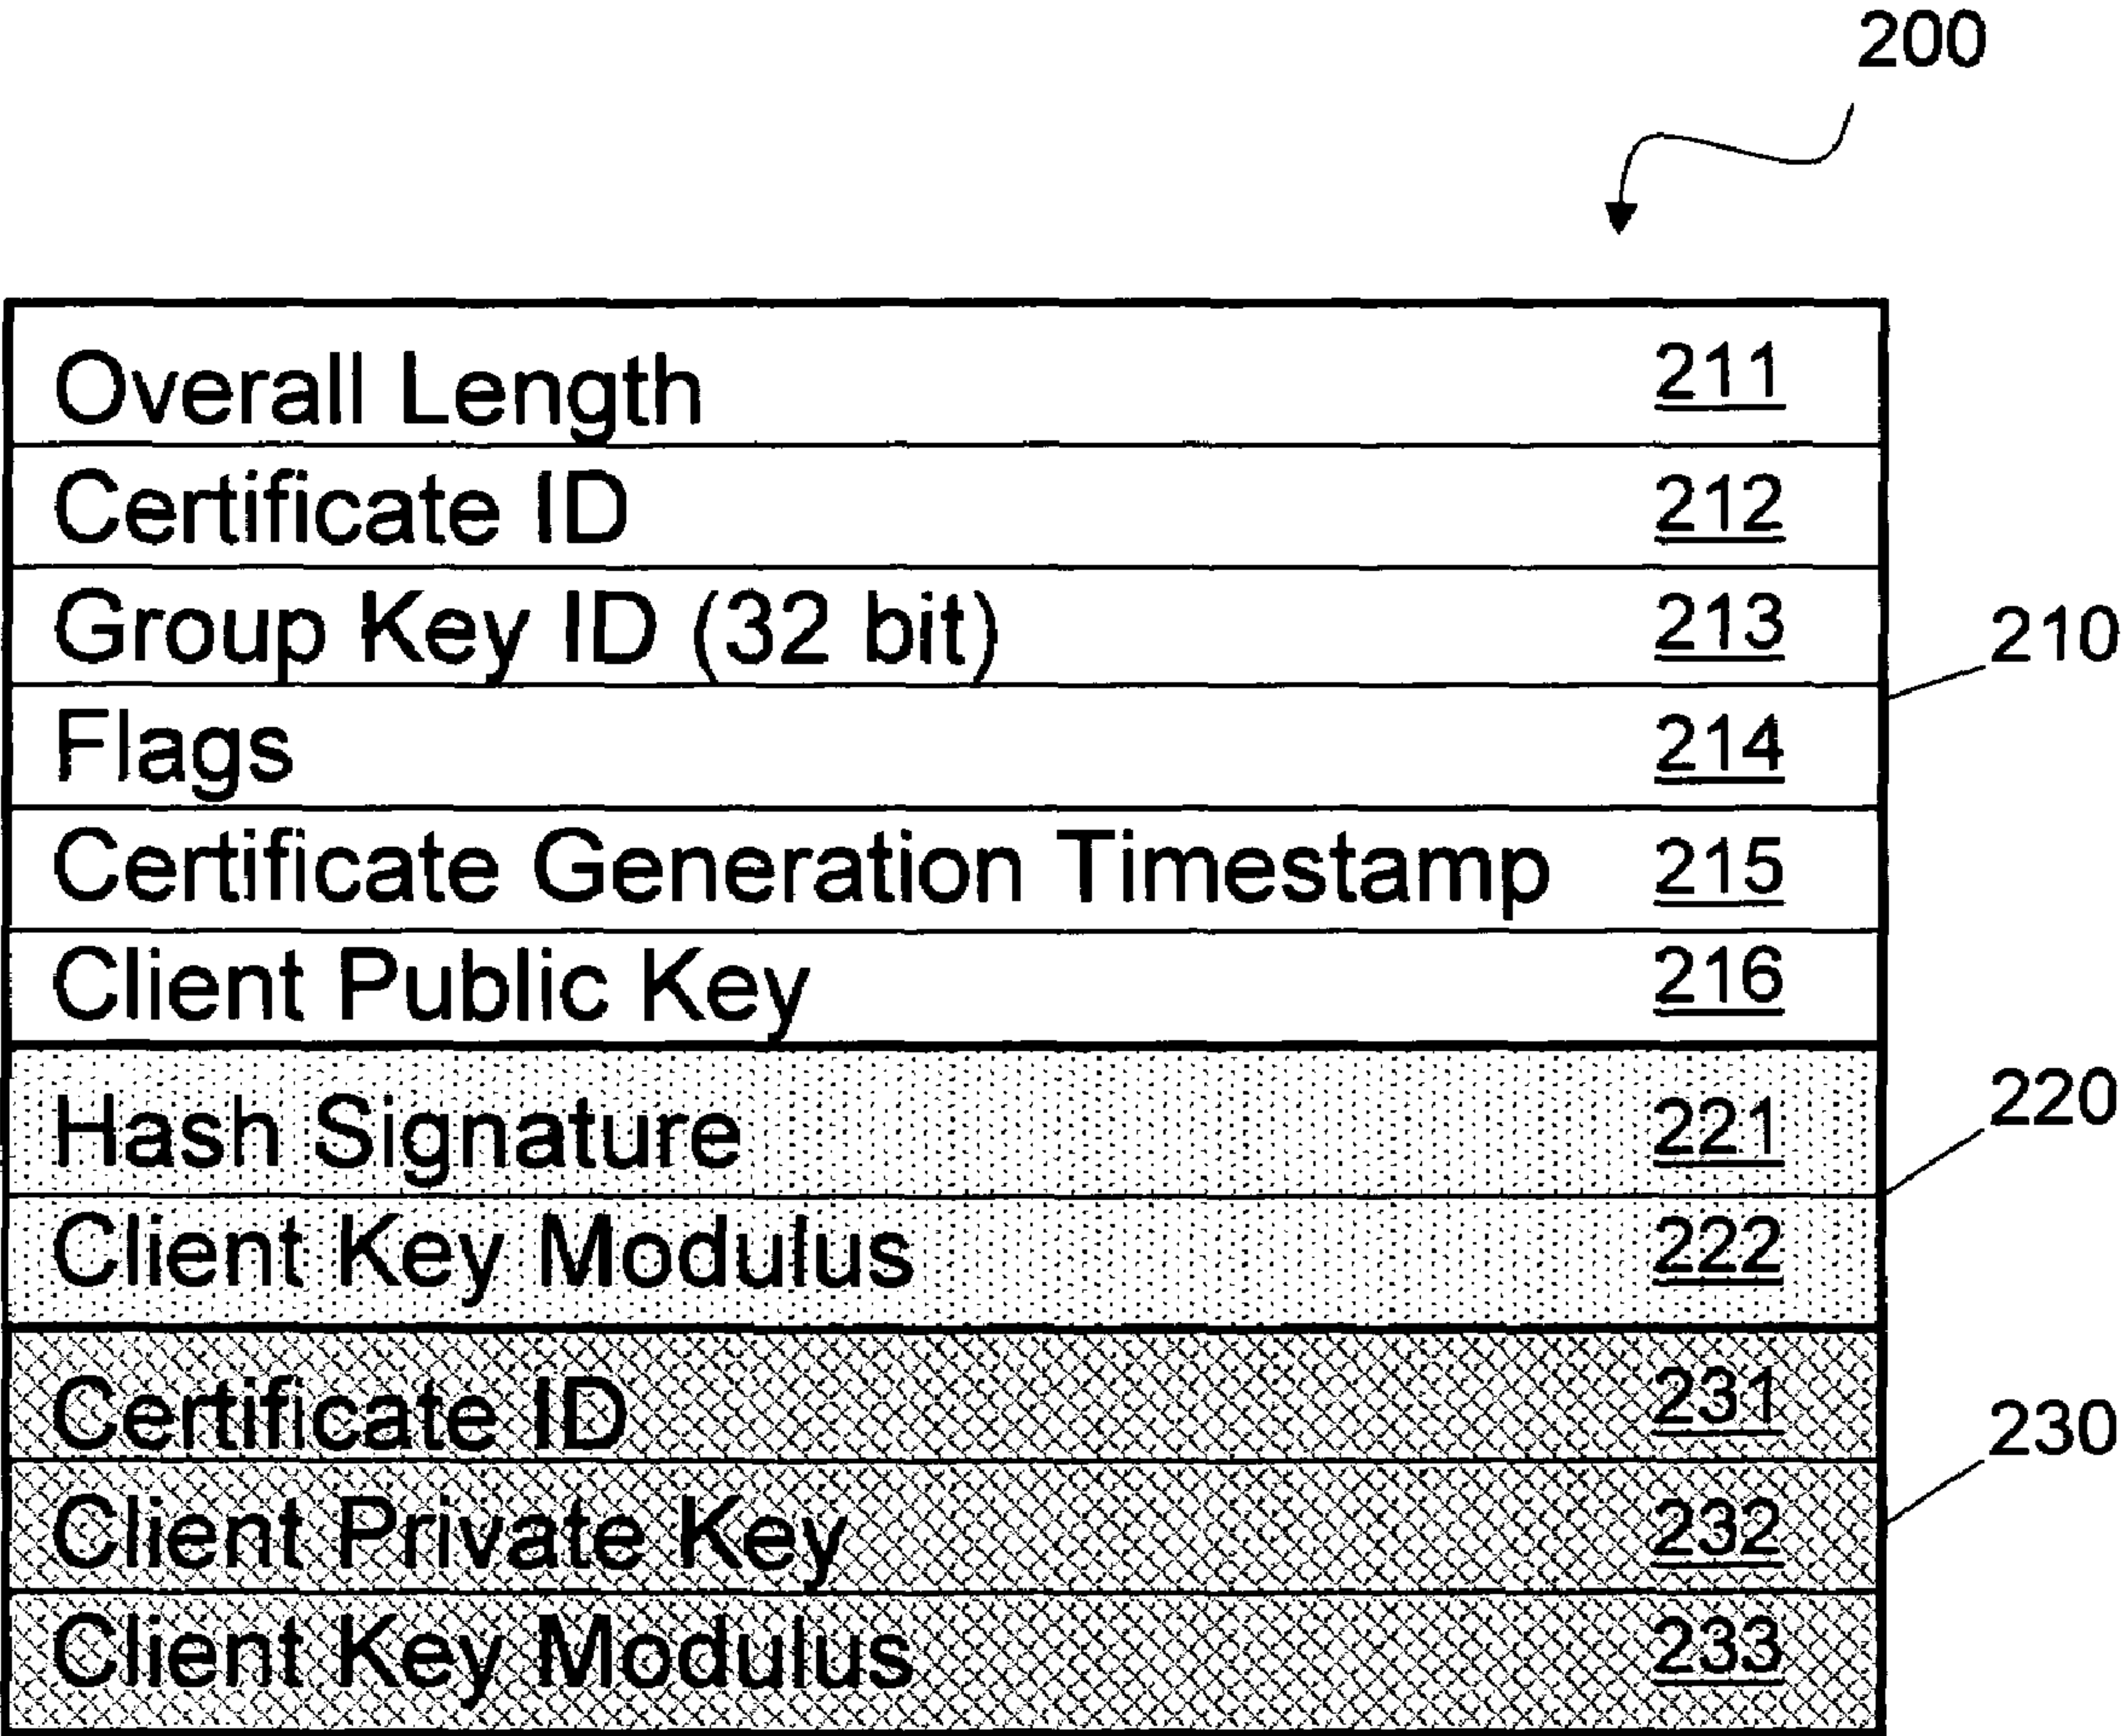 200
Overall Length 211
Certificate ID 212
Group Key ID (32 bit) 213
210
Flags 214
Certificate Generation Timestamp 215
Client Public Key 216
Hash Signature 221
220
Client Key Modulus 222
Certificate ID 231
230
Client Private Key 232
Client Key Modulus 233